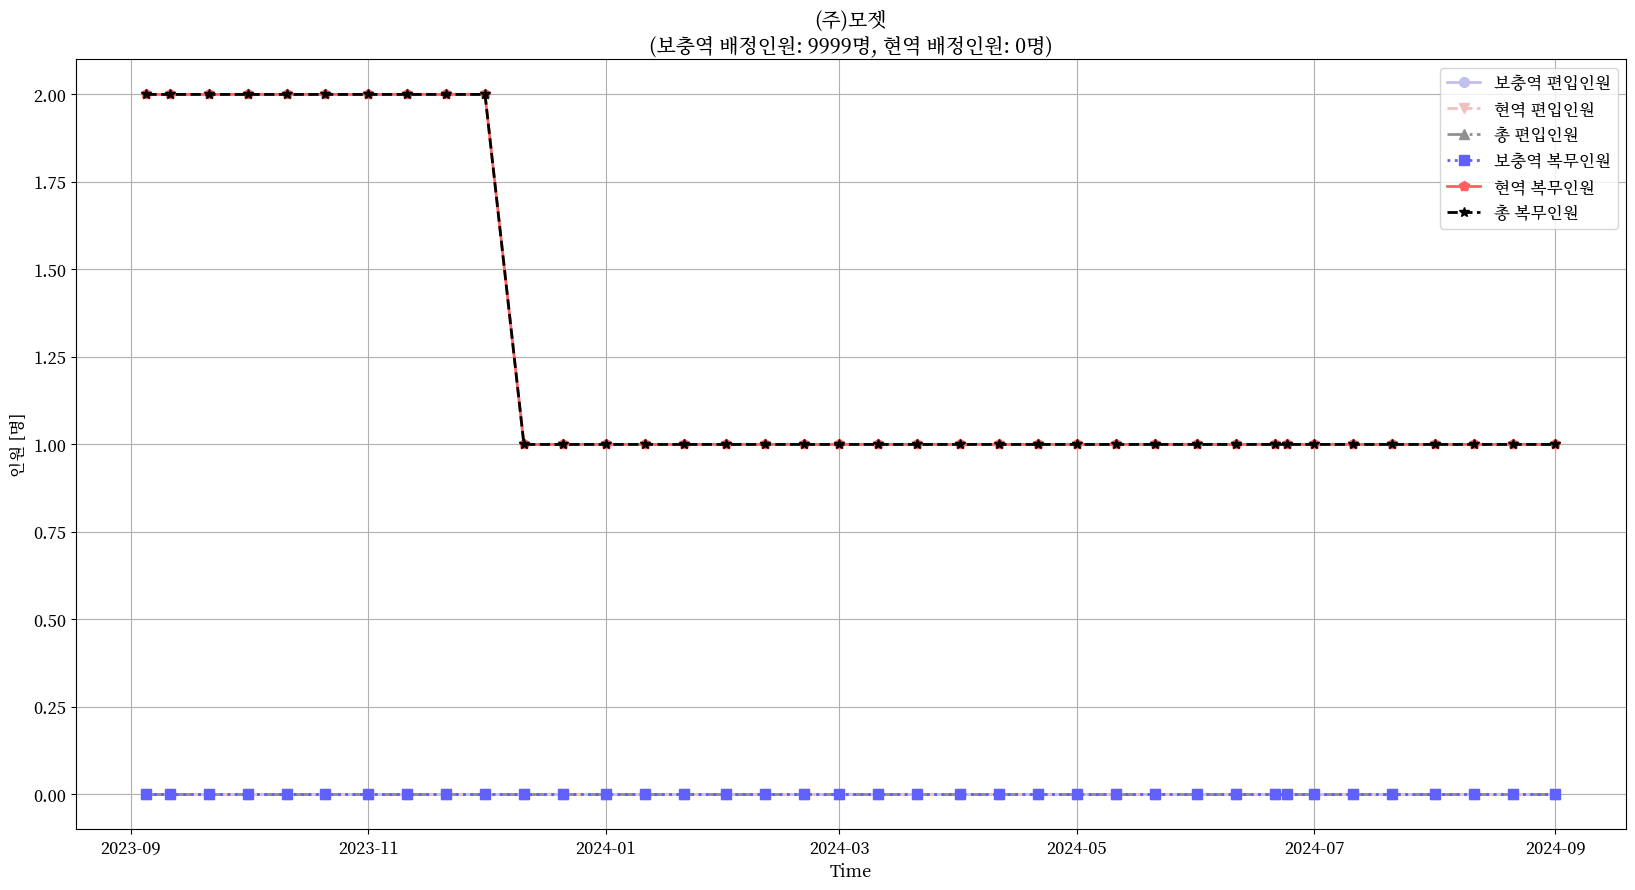 (주)모젯
(보충역 배정인원: 9999명, 현역 배정인원: 0명)
보충역 편입인원
현역 편입인원
총 편입인원
보충역 복무인원
현역 복무인원
총 복무인원
2.00
1.75
1.50
1.25
1.00
0.75
0.50
0.25
0.00
인원 [명]
2023-09
2023-11
2024-01
2024-03
2024-05
2024-07
2024-09
Time